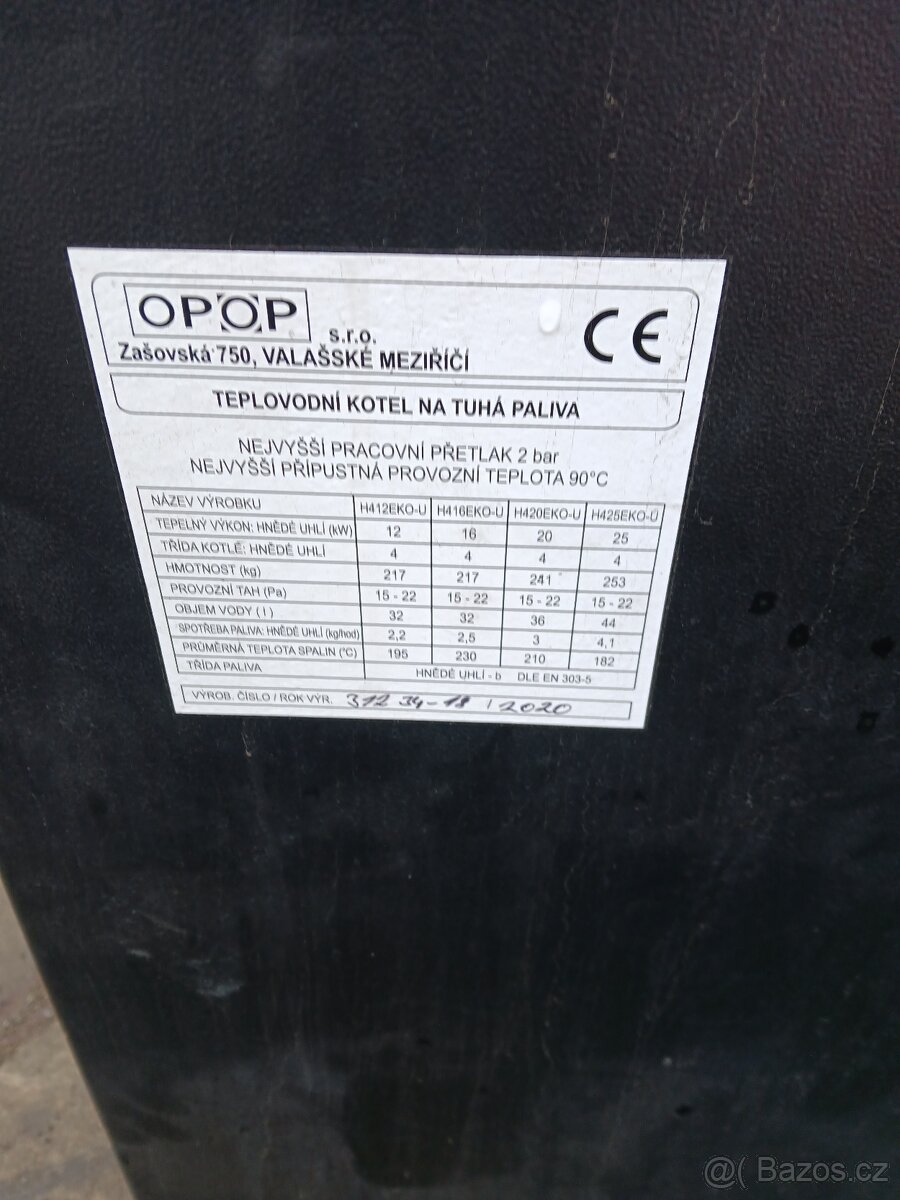 OPOP
s.r.o.
Zašovská 750, VALAŠSKÉ MEZIŘÍČÍ
CE
TEPLOVODNÍ KOTEL NA TUHÁ PALIVA
NEJVYŠŠÍ PRACOVNÍ PŘETLAK 2 bar
NEJVYŠŠÍ PŘÍPUSTNÁ PROVOZNÍ TEPLOTA 90°C
NÁZEV VÝROBKU H412EKO-U H416EKO-U H420EKO-U H425EKO-U
TEPELNÝ VÝKON: HNĚDÉ UHLÍ (kW) 12 16 20 25
TŘÍDA KOTLE: HNĚDÉ UHLÍ 4 4 4 4
HMOTNOST (kg) 217 217 241 253
PROVOZNÍ TAH (Pa) 15 - 22 15 - 22 15 - 22 15 - 22
OBJEM VODY ( l ) 32 32 36 44
SPOTŘEBA PALIVA: HNĚDÉ UHLÍ (kg/hod) 2,2 2,5 3 4,1
PRŮMĚRNÁ TEPLOTA SPALIN (°C) 195 230 210 182
TŘÍDA PALIVA HNĚDÉ UHLÍ - b DLE EN 303-5
VÝROB. ČÍSLO / ROK VÝR. 312 34-18 / 2020
@( Bazos.cz